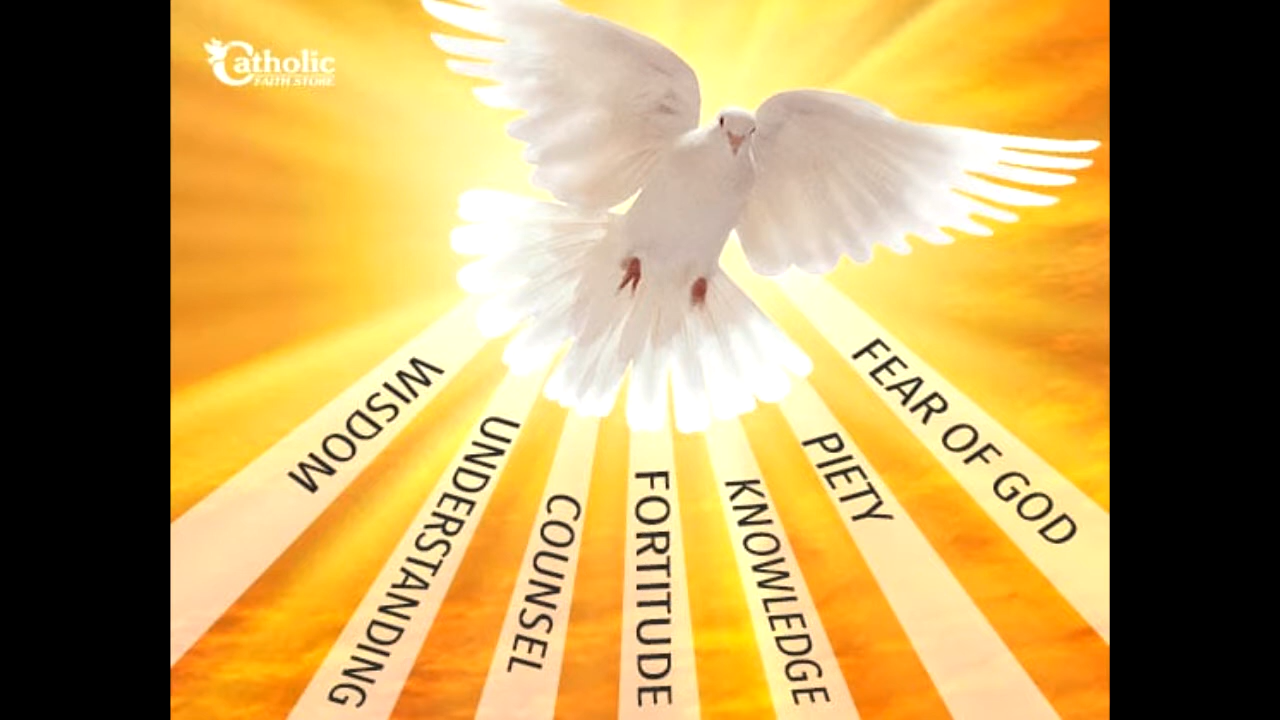 Catholic
FAITH STORE
WISDOM
UNDERSTANDING
COUNSEL
FORTITUDE
KNOWLEDGE
PIETY
FEAR OF GOD